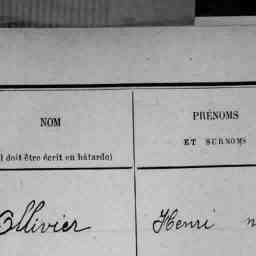 NOM
PRÉNOMS
ET SURNOMS
l doit être écrit en bâtarde)
Ollivier
Henri